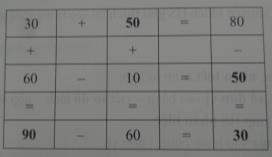 30 + 50 = 80
+ + −
60 − 10 = 50
= = =
90 − 60 = 30